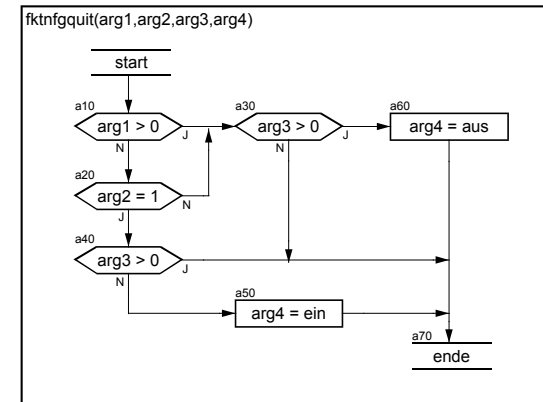 fktnfgquit(arg1,arg2,arg3,arg4)
start
a10
arg1 > 0
J
N
a30
arg3 > 0
J
N
a60
arg4 = aus
a20
arg2 = 1
N
J
a40
arg3 > 0
J
N
a50
arg4 = ein
a70
ende